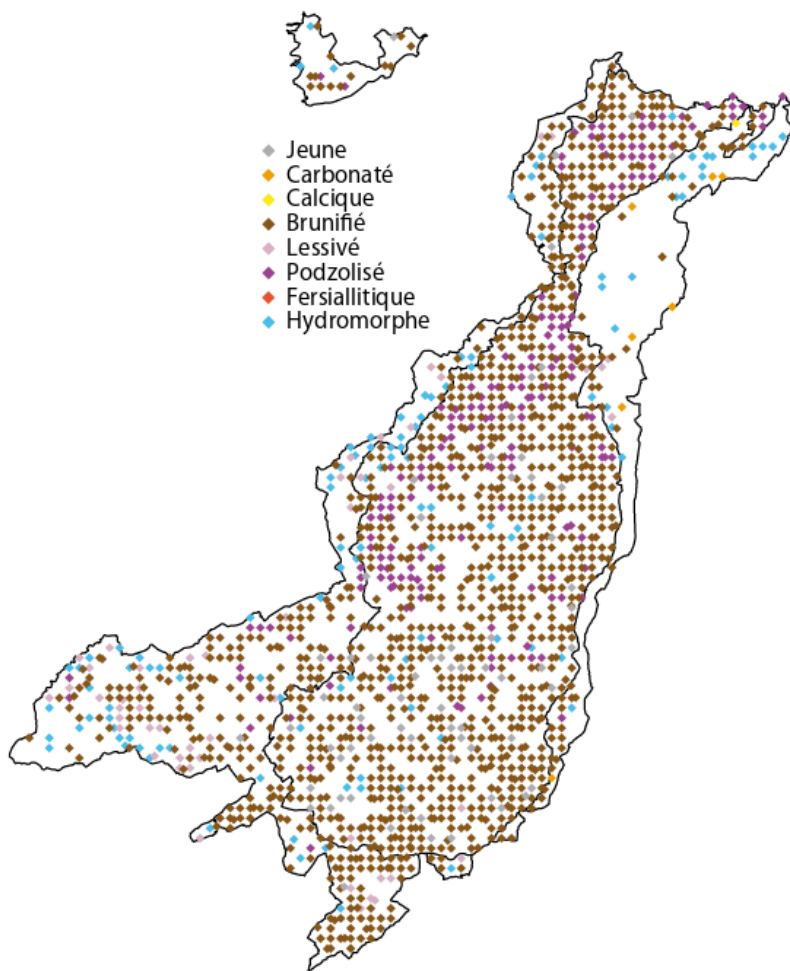 Jeune
Carbonaté
Calcique
Brunifié
Lessivé
Podzolisé
Fersiallitique
Hydromorphe